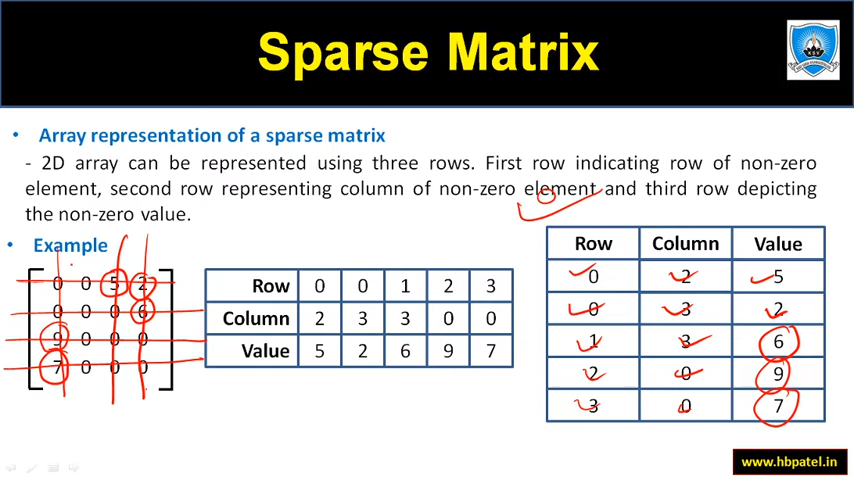 Sparse Matrix
• Array representation of a sparse matrix
- 2D array can be represented using three rows. First row indicating row of non-zero
element, second row representing column of non-zero element and third row depicting
the non-zero value.
• Example
0 0 5 2
0 0 0 6
9 0 0 0
7 0 0 0
Row 0 0 1 2 3
Column 2 3 3 0 0
Value 5 2 6 9 7
Row Column Value
0 2 5
0 3 2
1 3 6
2 0 9
3 0 7
www.hbpatel.in